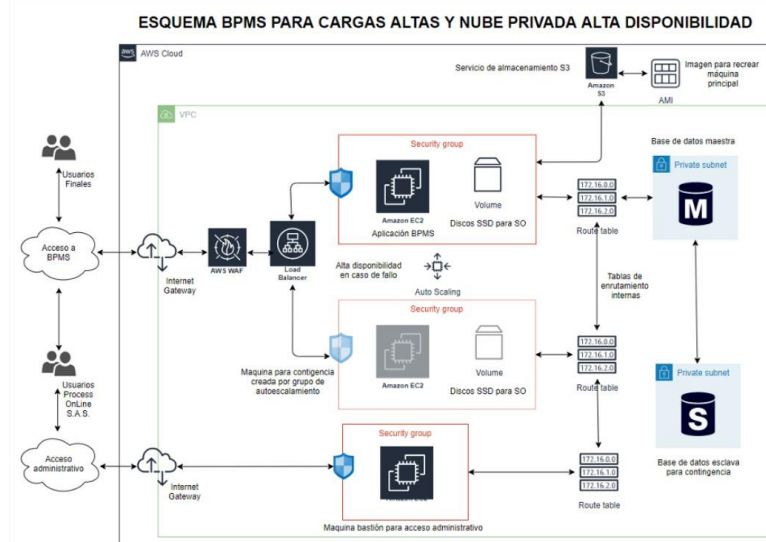 ESQUEMA BPMS PARA CARGAS ALTAS Y NUBE PRIVADA ALTA DISPONIBILIDAD
aws
AWS Cloud
Servicio de almacenamiento S3
Amazon
S3
Imagen para recrear
máquina
principal
AMI
VPC
Usuarios
Finales
Acceso a
BPMS
Internet
Gateway
AWS WAF
Load
Balancer
Security group
Amazon EC2
Aplicación BPMS
Volume
Discos SSD para SO
172.16.0.0
172.16.1.0
172.16.2.0
Route table
Base de datos maestra
Private subnet
M
Alta disponibilidad
en caso de fallo
Auto Scaling
Tablas de
enrutamiento
internas
Usuarios
Process
OnLine
S.A.S.
Maquina para contigencia
creada por grupo de
autoescalamiento
Security group
Amazon EC2
Volume
Discos SSD para SO
172.16.0.0
172.16.1.0
172.16.2.0
Route table
Private subnet
S
Base de datos esclava
para contingencia
Acceso
administrativo
Internet
Gateway
Security group
Maquina bastión para acceso administrativo
172.16.0.0
172.16.1.0
172.16.2.0
Route table